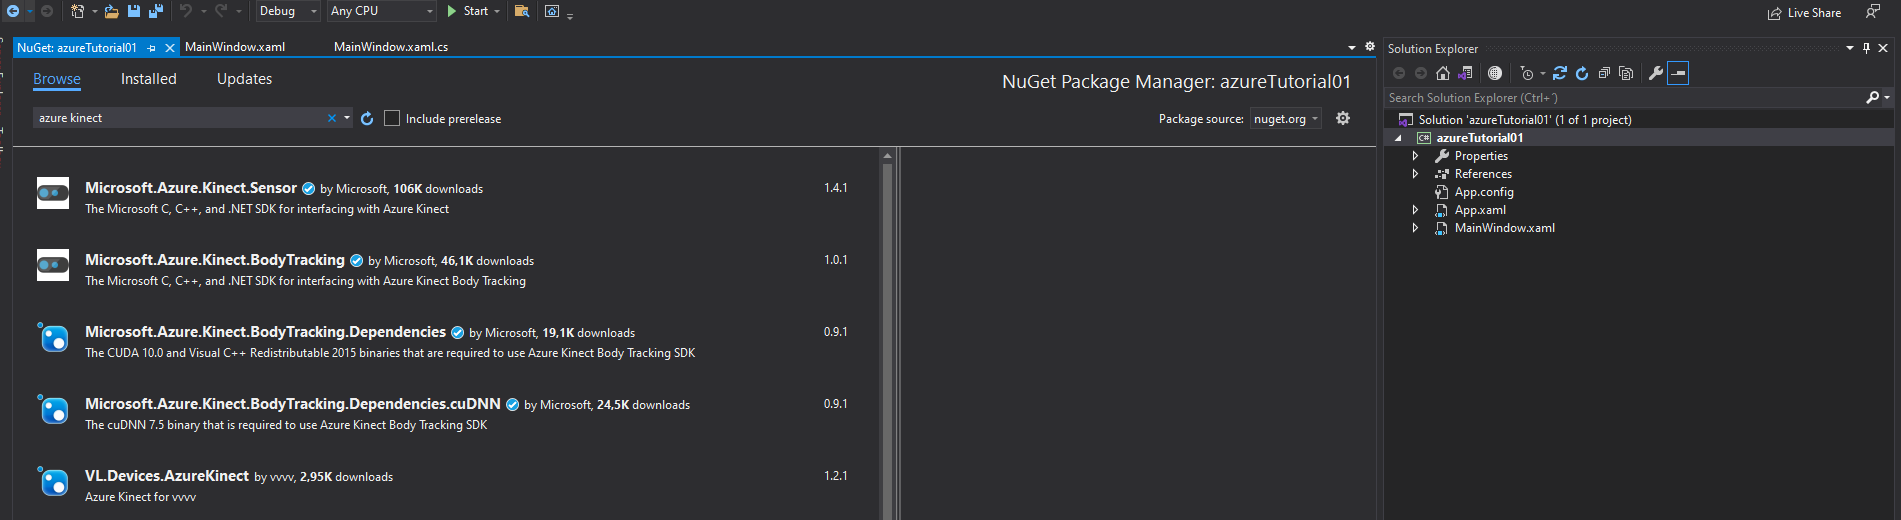 Debug Any CPU Start Live Share
NuGet: azureTutorial01 MainWindow.xaml MainWindow.xaml.cs
Browse Installed Updates
NuGet Package Manager: azureTutorial01
azure kinect Include prerelease Package source: nuget.org
Microsoft.Azure.Kinect.Sensor by Microsoft, 106K downloads 1.4.1
The Microsoft C, C++, and .NET SDK for interfacing with Azure Kinect
Microsoft.Azure.Kinect.BodyTracking by Microsoft, 46,1K downloads 1.0.1
The Microsoft C, C++, and .NET SDK for interfacing with Azure Kinect Body Tracking
Microsoft.Azure.Kinect.BodyTracking.Dependencies by Microsoft, 19,1K downloads 0.9.1
The CUDA 10.0 and Visual C++ Redistributable 2015 binaries that are required to use Azure Kinect Body Tracking SDK
Microsoft.Azure.Kinect.BodyTracking.Dependencies.cuDNN by Microsoft, 24,5K downloads 0.9.1
The cuDNN 7.5 binary that is required to use Azure Kinect Body Tracking SDK
VL.Devices.AzureKinect by vvvv, 2,95K downloads 1.2.1
Azure Kinect for vvvv
Solution Explorer
Search Solution Explorer (Ctrl+´)
Solution 'azureTutorial01' (1 of 1 project)
C# azureTutorial01
Properties
References
App.config
App.xaml
MainWindow.xaml